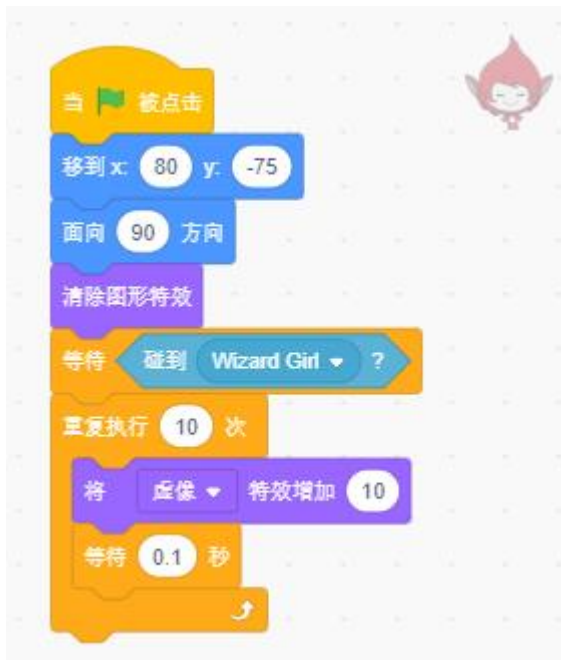 当 被点击
移到 x: 80 y: -75
面向 90 方向
清除图形特效
等待 碰到 Wizard Girl ?
重复执行 10 次
将 虚像 特效增加 10
等待 0.1 秒